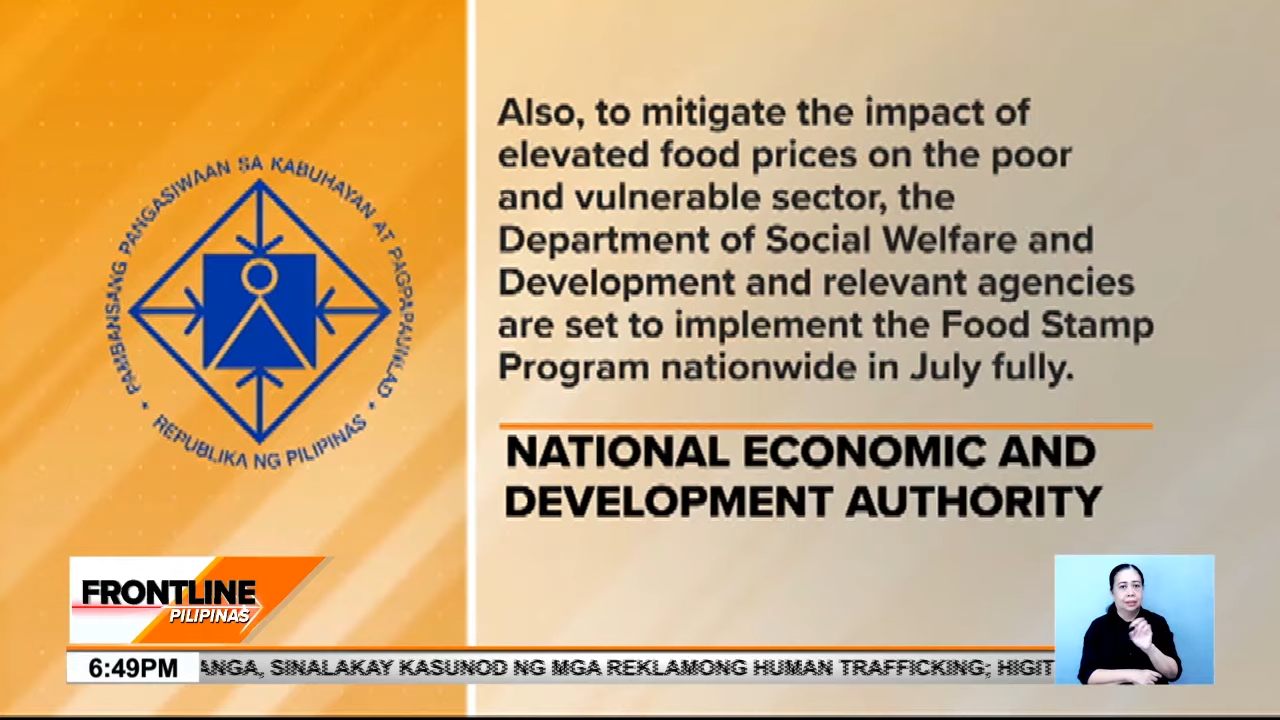 PAMBANSANG PANGASIWAAN SA KABUHAYAN AT PAGPAPAUNLAD
REPUBLIKA NG PILIPINAS
Also, to mitigate the impact of
elevated food prices on the poor
and vulnerable sector, the
Department of Social Welfare and
Development and relevant agencies
are set to implement the Food Stamp
Program nationwide in July fully.
NATIONAL ECONOMIC AND
DEVELOPMENT AUTHORITY
FRONTLINE
PILIPINAS
6:49PM
ANGA, SINALAKAY KASUNOD NG MGA REKLAMONG HUMAN TRAFFICKING; HIGIT